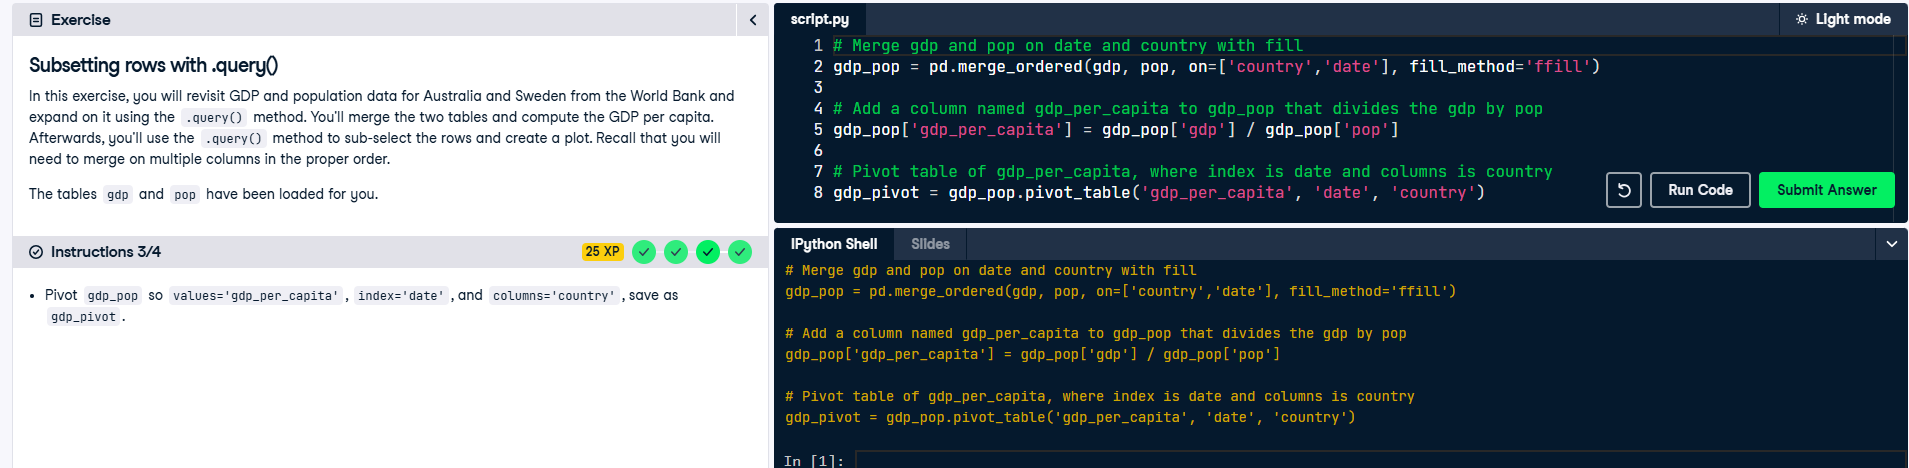 Exercise
Subsetting rows with .query()
In this exercise, you will revisit GDP and population data for Australia and Sweden from the World Bank and
expand on it using the .query() method. You'll merge the two tables and compute the GDP per capita.
Afterwards, you'll use the .query() method to sub-select the rows and create a plot. Recall that you will
need to merge on multiple columns in the proper order.
The tables gdp and pop have been loaded for you.
Instructions 3/4
25 XP
• Pivot gdp_pop so values='gdp_per_capita', index='date', and columns='country', save as
gdp_pivot.
script.py
Light mode
1 # Merge gdp and pop on date and country with fill
2 gdp_pop = pd.merge_ordered(gdp, pop, on=['country','date'], fill_method='ffill')
3
4 # Add a column named gdp_per_capita to gdp_pop that divides the gdp by pop
5 gdp_pop['gdp_per_capita'] = gdp_pop['gdp'] / gdp_pop['pop']
6
7 # Pivot table of gdp_per_capita, where index is date and columns is country
8 gdp_pivot = gdp_pop.pivot_table('gdp_per_capita', 'date', 'country')
Run Code
Submit Answer
IPython Shell
Slides
# Merge gdp and pop on date and country with fill
gdp_pop = pd.merge_ordered(gdp, pop, on=['country','date'], fill_method='ffill')
# Add a column named gdp_per_capita to gdp_pop that divides the gdp by pop
gdp_pop['gdp_per_capita'] = gdp_pop['gdp'] / gdp_pop['pop']
# Pivot table of gdp_per_capita, where index is date and columns is country
gdp_pivot = gdp_pop.pivot_table('gdp_per_capita', 'date', 'country')
In [1]: